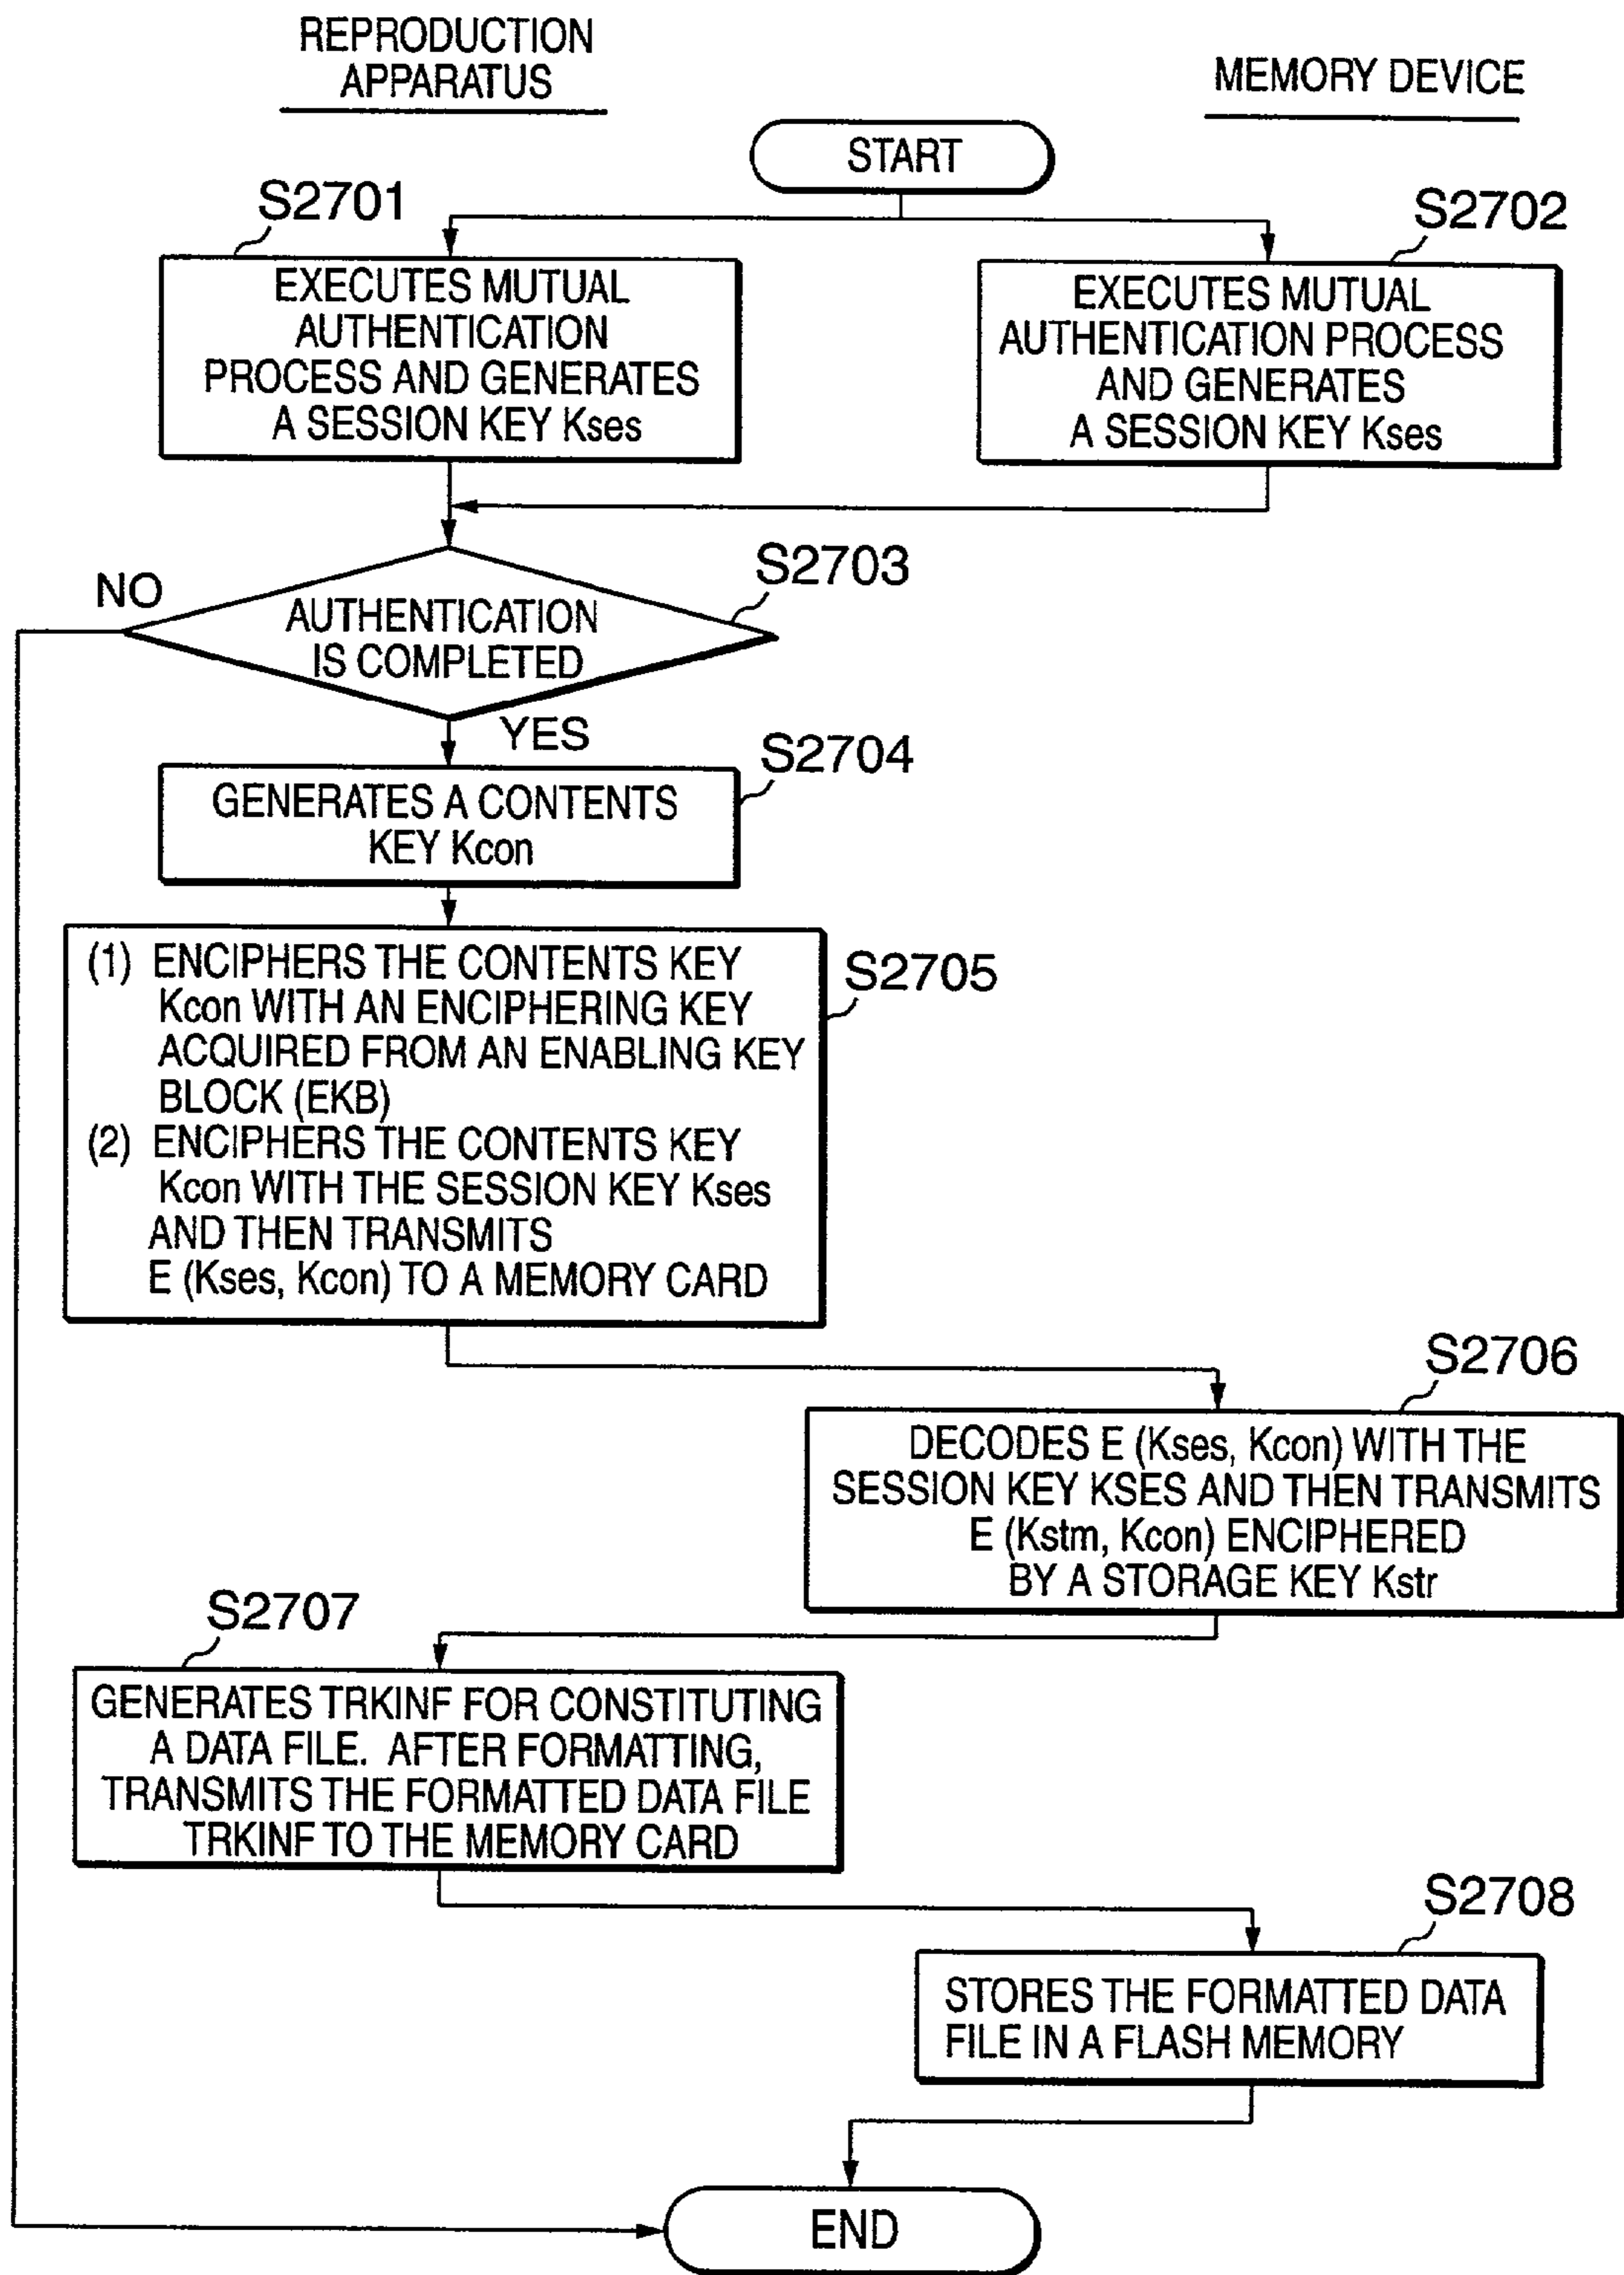 REPRODUCTION
APPARATUS
MEMORY DEVICE
START
S2701
S2702
EXECUTES MUTUAL
AUTHENTICATION
PROCESS AND GENERATES
A SESSION KEY Kses
EXECUTES MUTUAL
AUTHENTICATION PROCESS
AND GENERATES
A SESSION KEY Kses
S2703
NO
AUTHENTICATION
IS COMPLETED
YES
S2704
GENERATES A CONTENTS
KEY Kcon
S2705
(1) ENCIPHERS THE CONTENTS KEY
Kcon WITH AN ENCIPHERING KEY
ACQUIRED FROM AN ENABLING KEY
BLOCK (EKB)
(2) ENCIPHERS THE CONTENTS KEY
Kcon WITH THE SESSION KEY Kses
AND THEN TRANSMITS
E (Kses, Kcon) TO A MEMORY CARD
S2706
DECODES E (Kses, Kcon) WITH THE
SESSION KEY KSES AND THEN TRANSMITS
E (Kstm, Kcon) ENCIPHERED
BY A STORAGE KEY Kstr
S2707
GENERATES TRKINF FOR CONSTITUTING
A DATA FILE. AFTER FORMATTING,
TRANSMITS THE FORMATTED DATA FILE
TRKINF TO THE MEMORY CARD
S2708
STORES THE FORMATTED DATA
FILE IN A FLASH MEMORY
END